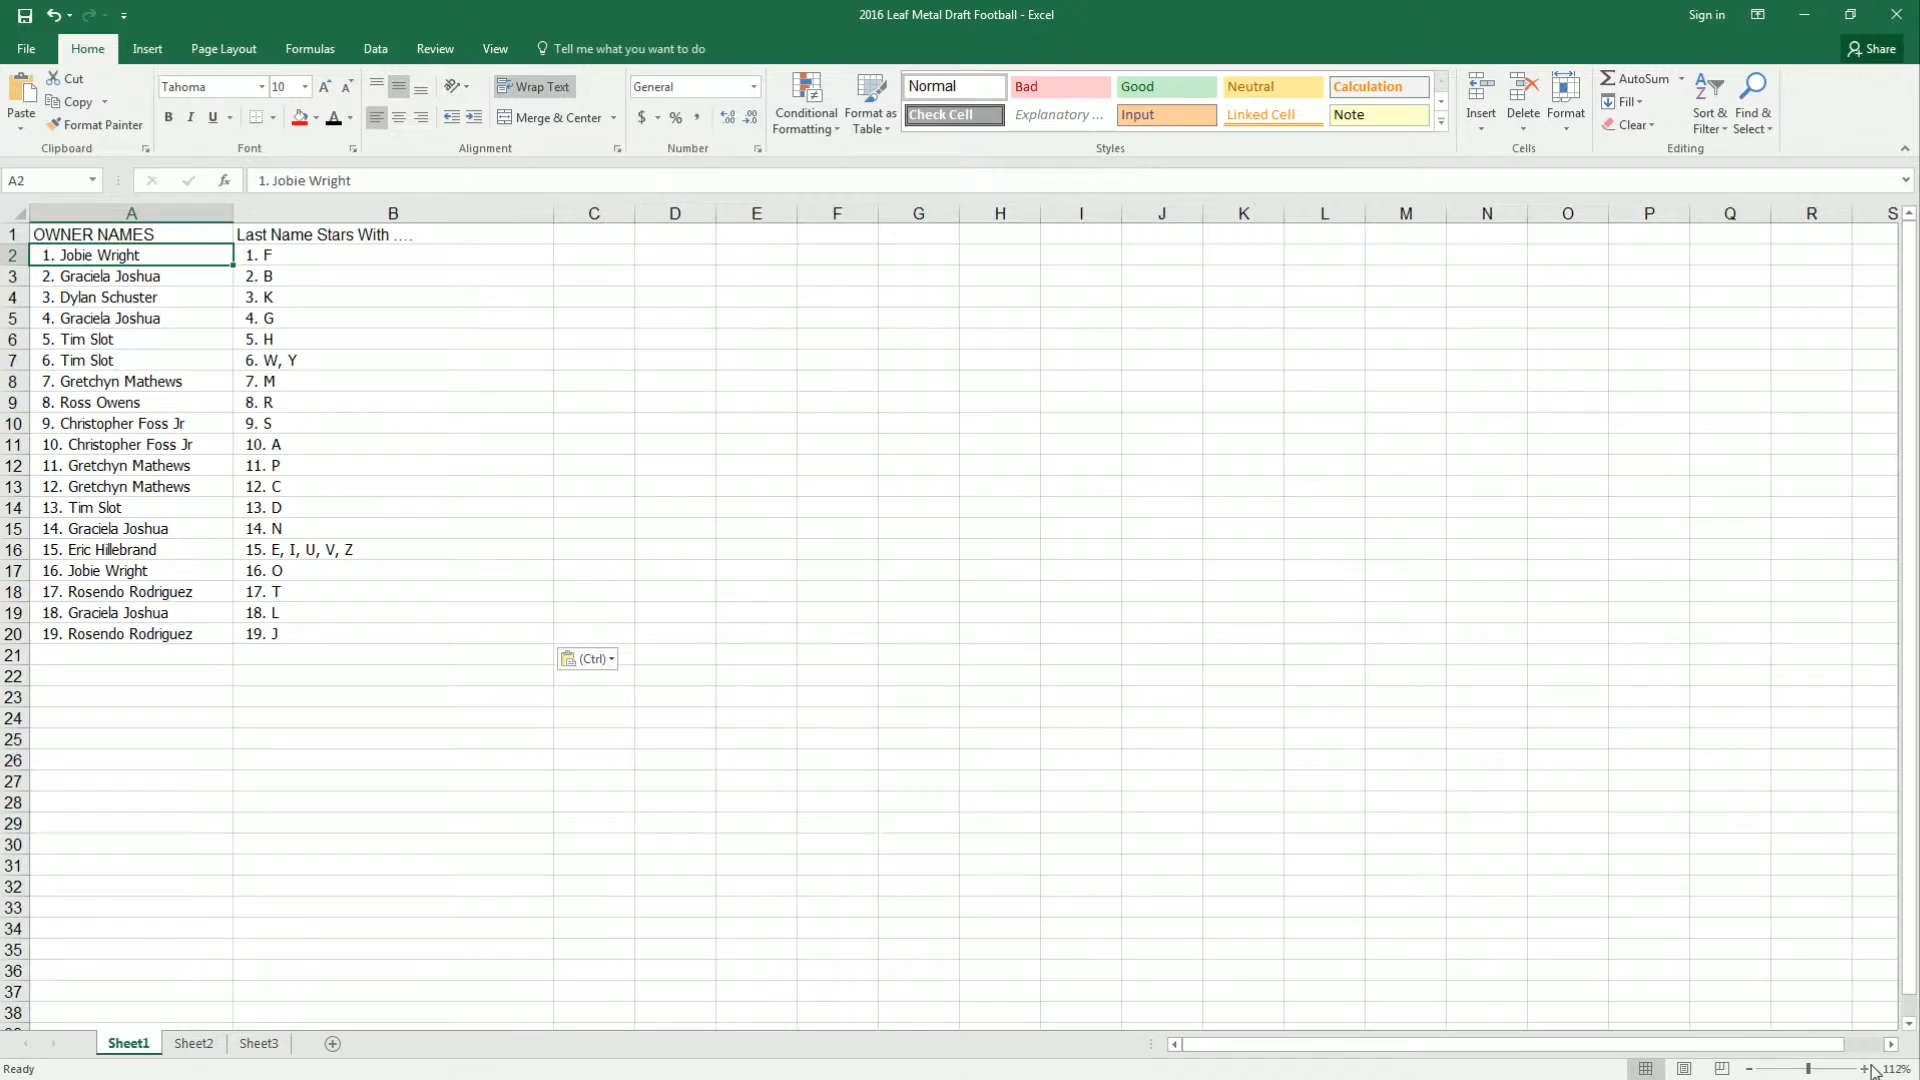 2016 Leaf Metal Draft Football - Excel
Sign in
File Home Insert Page Layout Formulas Data Review View Tell me what you want to do Share
Paste
Cut
Copy
Format Painter
Clipboard
Tahoma 10
B I U
Font
Wrap Text
Merge & Center
Alignment
General
$ % ,
Number
Conditional Formatting
Format as Table
Normal Bad Good Neutral Calculation
Check Cell Explanatory ... Input Linked Cell Note
Styles
Insert Delete Format
Cells
AutoSum
Fill
Clear
Sort & Filter
Find & Select
Editing
A2 fx 1. Jobie Wright
A B C D E F G H I J K L M N O P Q R S
1 OWNER NAMES Last Name Stars With ....
2 1. Jobie Wright 1. F
3 2. Graciela Joshua 2. B
4 3. Dylan Schuster 3. K
5 4. Graciela Joshua 4. G
6 5. Tim Slot 5. H
7 6. Tim Slot 6. W, Y
8 7. Gretchyn Mathews 7. M
9 8. Ross Owens 8. R
10 9. Christopher Foss Jr 9. S
11 10. Christopher Foss Jr 10. A
12 11. Gretchyn Mathews 11. P
13 12. Gretchyn Mathews 12. C
14 13. Tim Slot 13. D
15 14. Graciela Joshua 14. N
16 15. Eric Hillebrand 15. E, I, U, V, Z
17 16. Jobie Wright 16. O
18 17. Rosendo Rodriguez 17. T
19 18. Graciela Joshua 18. L
20 19. Rosendo Rodriguez 19. J
21 (Ctrl)
22
23
24
25
26
27
28
29
30
31
32
33
34
35
36
37
38
Sheet1 Sheet2 Sheet3
Ready 112%